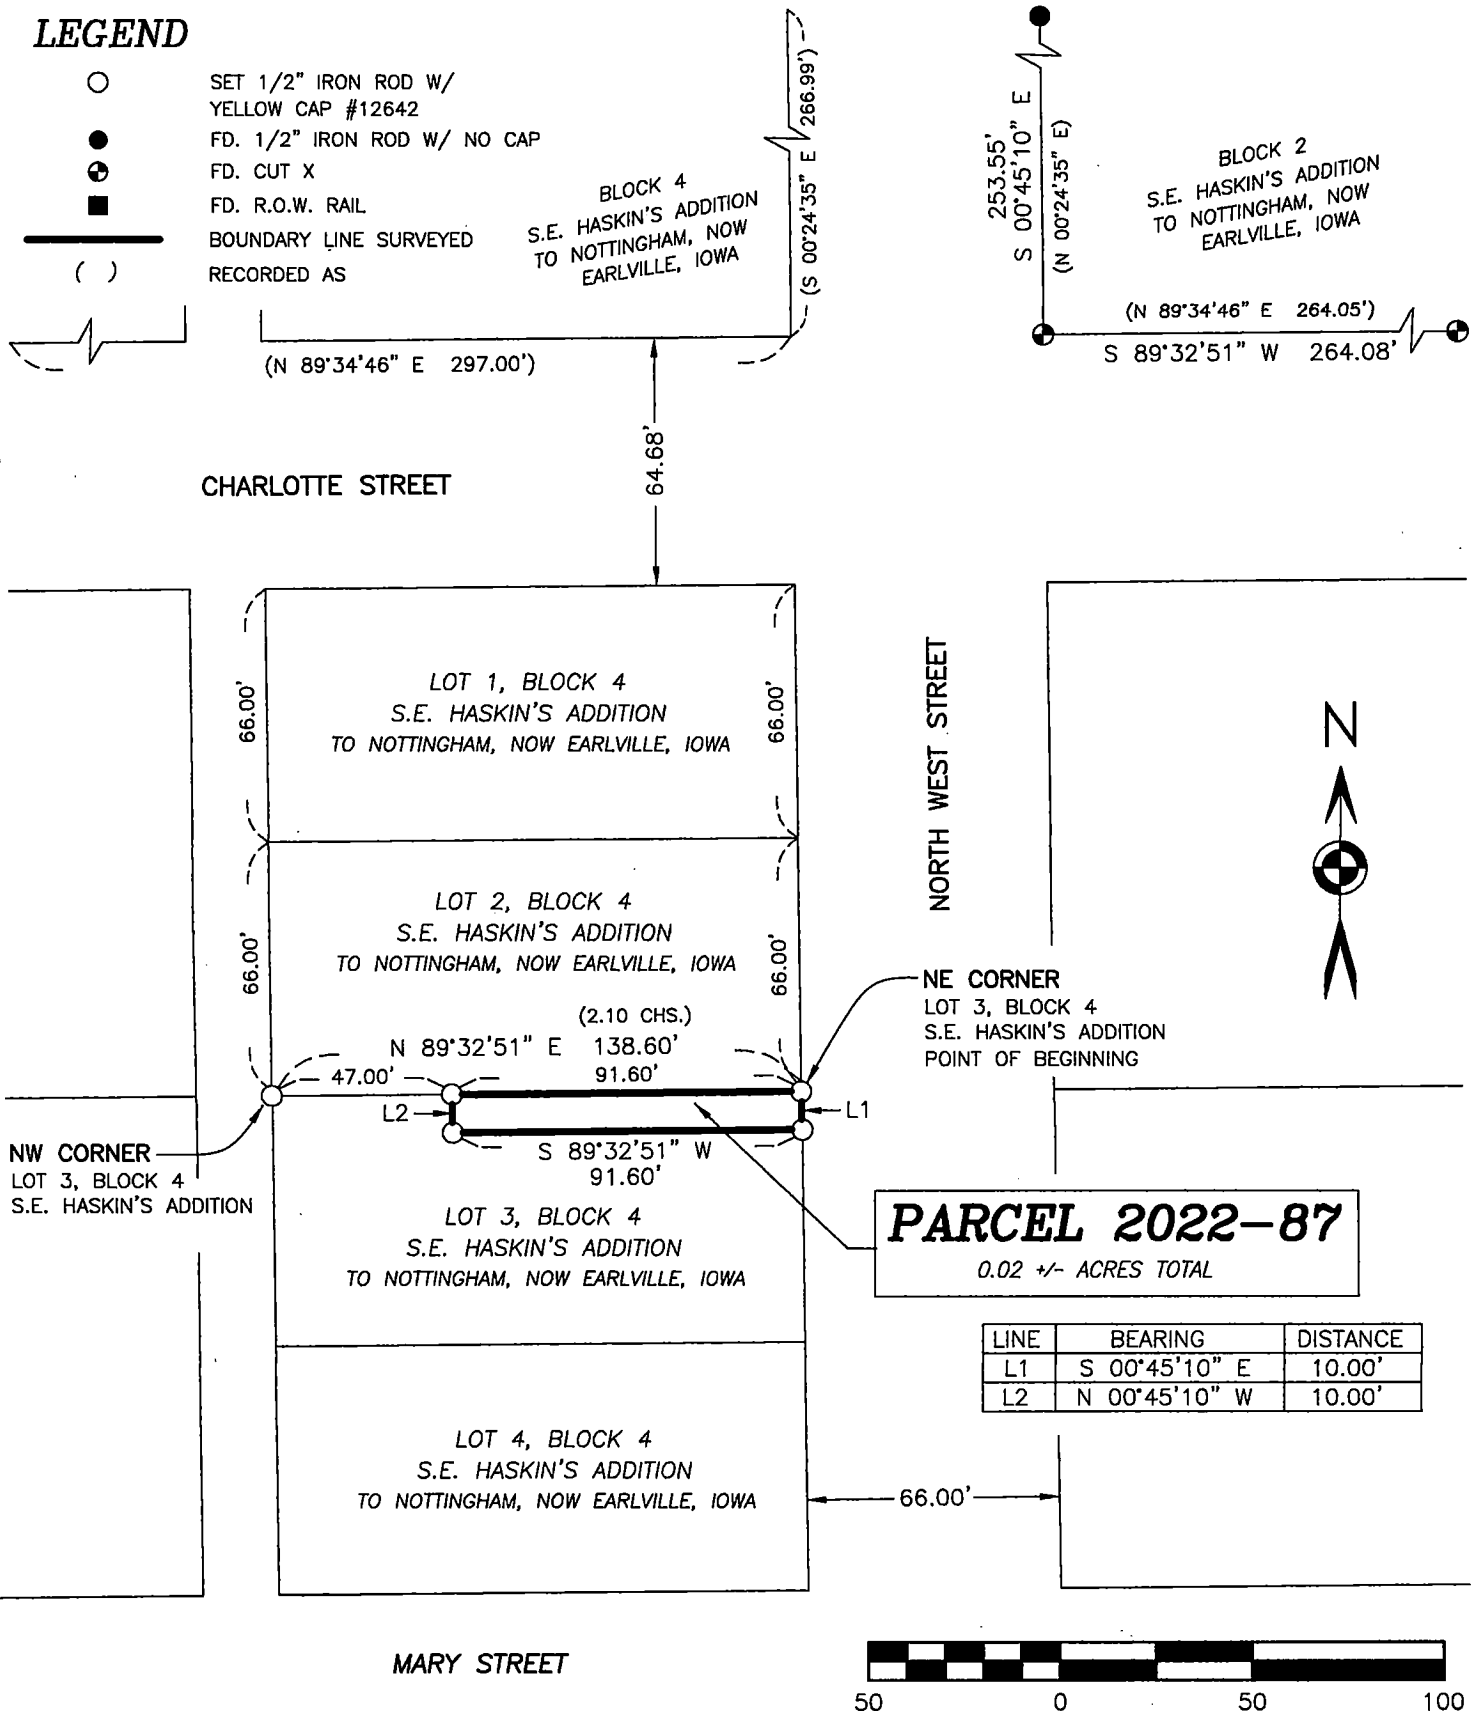 LEGEND
SET 1/2" IRON ROD W/
YELLOW CAP #12642
FD. 1/2" IRON ROD W/ NO CAP
FD. CUT X
FD. R.O.W. RAIL
BOUNDARY LINE SURVEYED
( ) RECORDED AS
BLOCK 4
S.E. HASKIN'S ADDITION
TO NOTTINGHAM, NOW
EARLVILLE, IOWA
(S 00°24'35" E 266.99')
253.55'
S 00°45'10" E
(N 00°24'35" E)
BLOCK 2
S.E. HASKIN'S ADDITION
TO NOTTINGHAM, NOW
EARLVILLE, IOWA
(N 89°34'46" E 264.05')
S 89°32'51" W 264.08'
(N 89°34'46" E 297.00')
64.68'
CHARLOTTE STREET
LOT 1, BLOCK 4
S.E. HASKIN'S ADDITION
TO NOTTINGHAM, NOW EARLVILLE, IOWA
66.00'
66.00'
NORTH WEST STREET
N
LOT 2, BLOCK 4
S.E. HASKIN'S ADDITION
TO NOTTINGHAM, NOW EARLVILLE, IOWA
66.00'
66.00'
NE CORNER
LOT 3, BLOCK 4
S.E. HASKIN'S ADDITION
POINT OF BEGINNING
(2.10 CHS.)
N 89°32'51" E 138.60'
47.00'
91.60'
L2
L1
S 89°32'51" W
91.60'
NW CORNER
LOT 3, BLOCK 4
S.E. HASKIN'S ADDITION
LOT 3, BLOCK 4
S.E. HASKIN'S ADDITION
TO NOTTINGHAM, NOW EARLVILLE, IOWA
PARCEL 2022-87
0.02 +/- ACRES TOTAL
LINE BEARING DISTANCE
L1 S 00°45'10" E 10.00'
L2 N 00°45'10" W 10.00'
LOT 4, BLOCK 4
S.E. HASKIN'S ADDITION
TO NOTTINGHAM, NOW EARLVILLE, IOWA
66.00'
MARY STREET
50 0 50 100